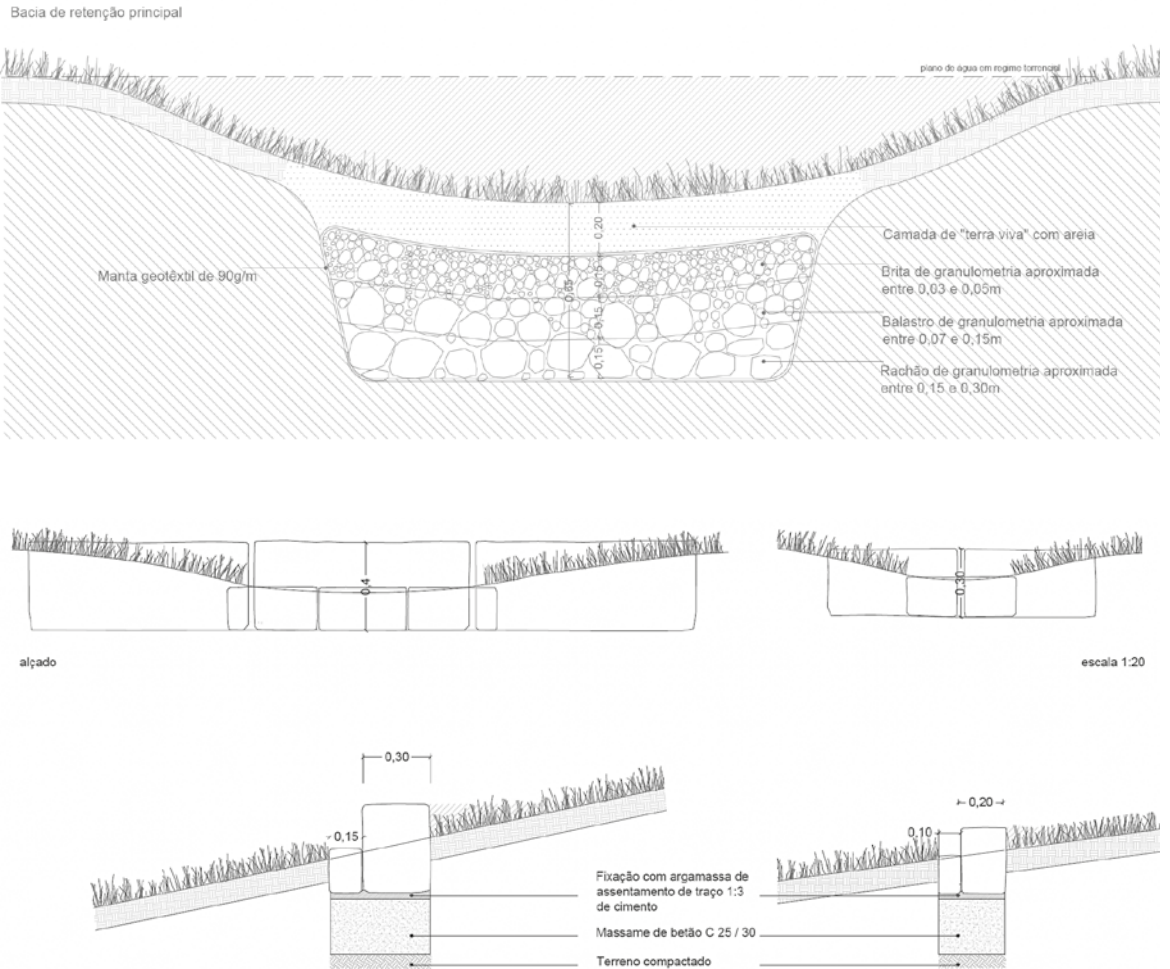 Bacia de retenção principal
plano de água em regime torrencial
0,20
Camada de "terra viva" com areia
Manta geotêxtil de 90g/m
Brita de granulometria aproximada
entre 0,03 e 0,05m
0,15
0,65
Balastro de granulometria aproximada
entre 0,07 e 0,15m
0,15
Rachão de granulometria aproximada
entre 0,15 e 0,30m
0,15
0,4
0,30
alçado
escala 1:20
0,30
0,15
0,20
0,10
Fixação com argamassa de
assentamento de traço 1:3
de cimento
Massame de betão C 25 / 30
Terreno compactado